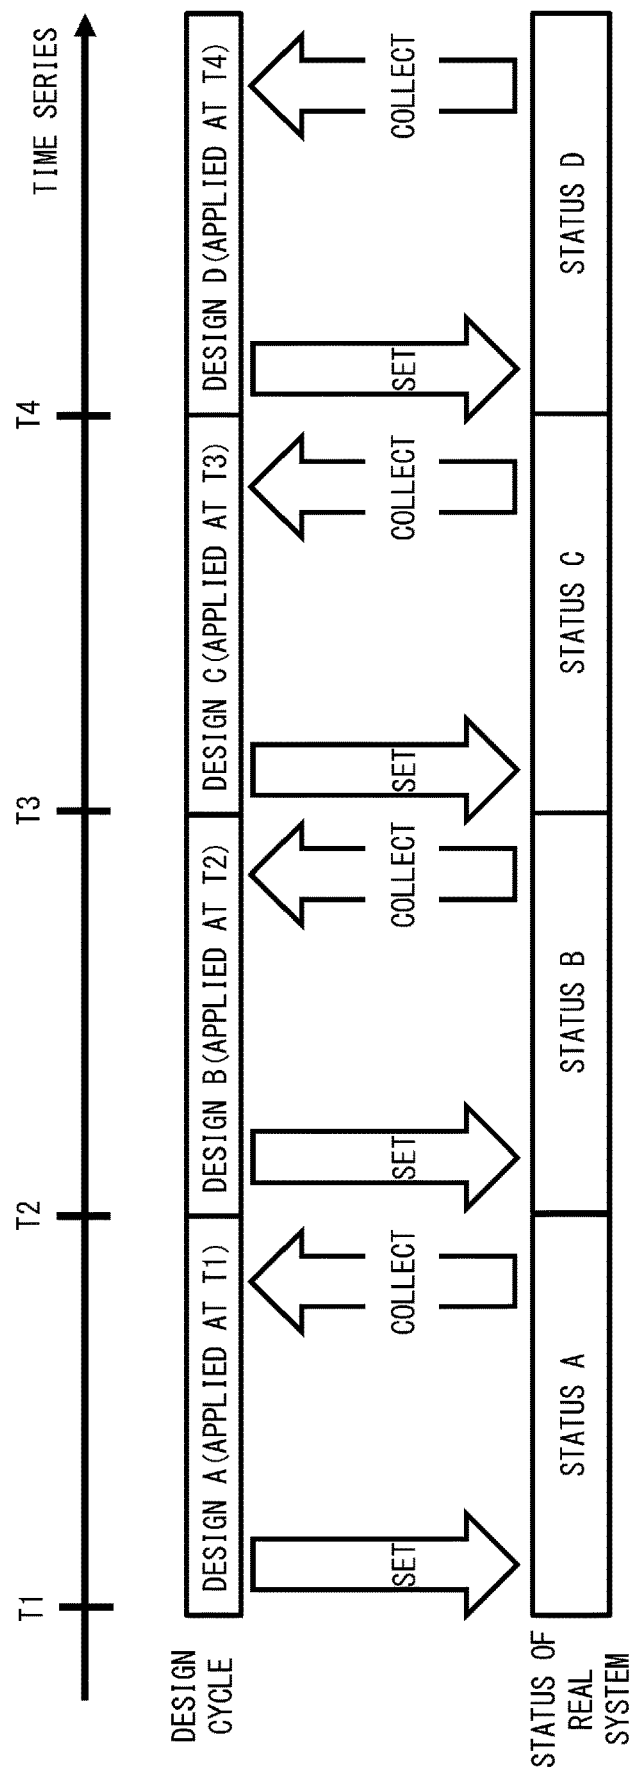 TIME SERIES
T1
T2
T3
T4
DESIGN
CYCLE
DESIGN A(APPLIED AT T1)
DESIGN B(APPLIED AT T2)
DESIGN C(APPLIED AT T3)
DESIGN D(APPLIED AT T4)
SET
COLLECT
SET
COLLECT
SET
COLLECT
SET
COLLECT
STATUS OF
REAL
SYSTEM
STATUS A
STATUS B
STATUS C
STATUS D